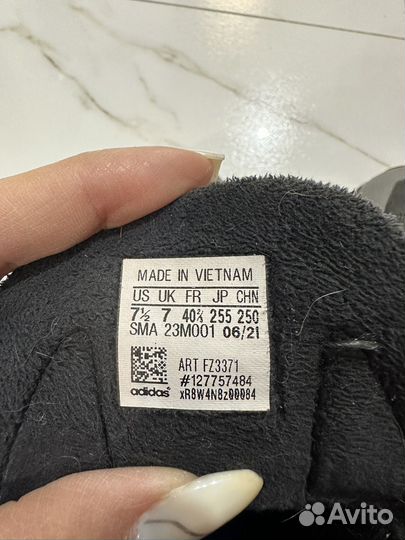 MADE IN VIETNAM
US UK FR JP CHN
7½ 7 40⅔ 255 250
SMA 23M001 06/21
ART FZ3371
#127757484
adidas xR8W4N8z00084
Avito